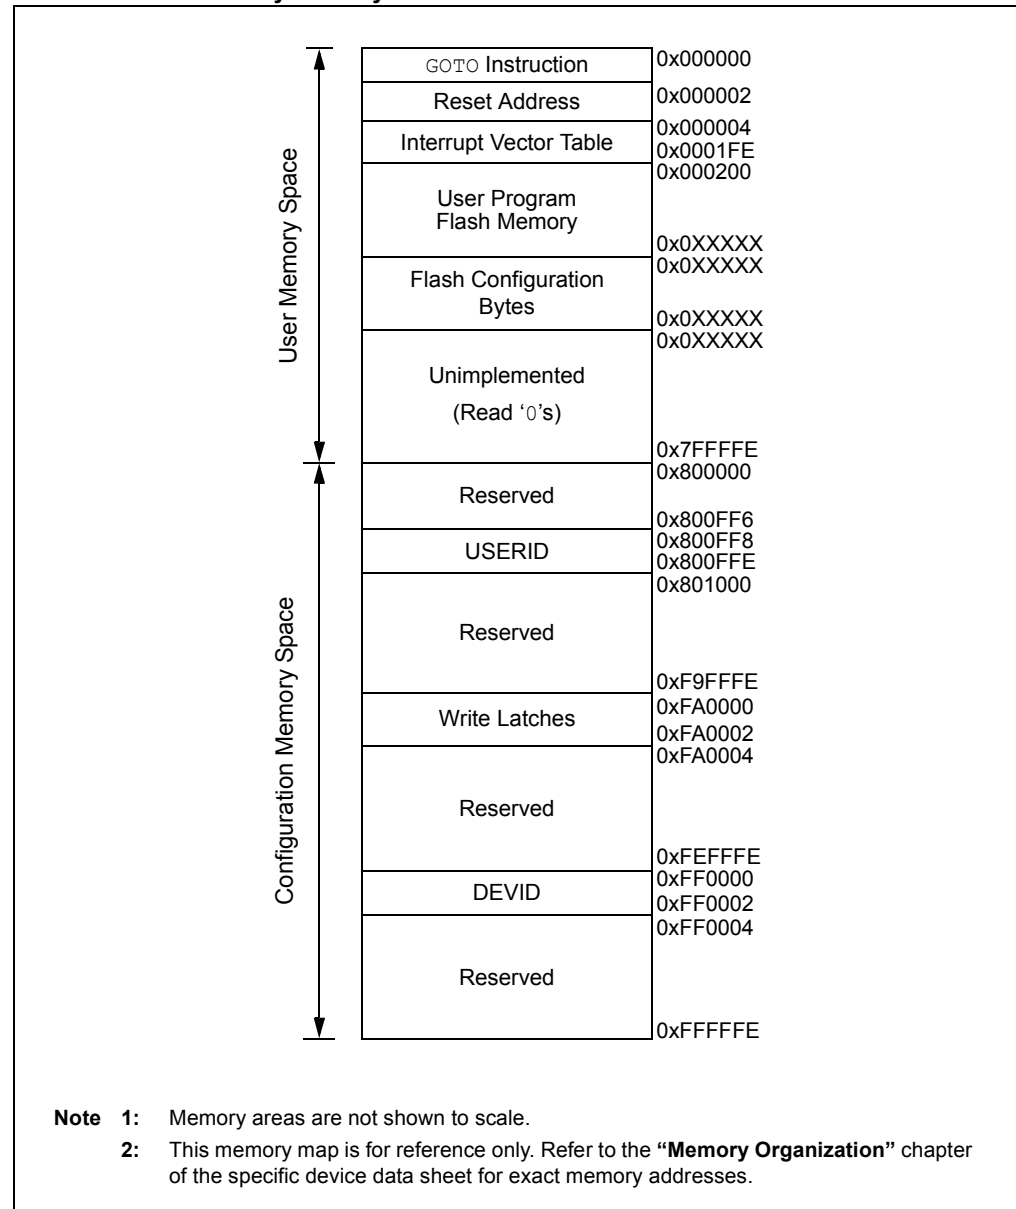 GOTO Instruction
0x000000
Reset Address
0x000002
Interrupt Vector Table
0x000004
0x0001FE
0x000200
User Program
Flash Memory
0x0XXXXX
0x0XXXXX
Flash Configuration
Bytes
0x0XXXXX
0x0XXXXX
Unimplemented
(Read ‘0’s)
0x7FFFFE
User Memory Space
0x800000
Reserved
0x800FF6
0x800FF8
USERID
0x800FFE
0x801000
Reserved
0xF9FFFE
0xFA0000
Write Latches
0xFA0002
0xFA0004
Reserved
0xFEFFFE
0xFF0000
DEVID
0xFF0002
0xFF0004
Reserved
0xFFFFFE
Configuration Memory Space
Note 1: Memory areas are not shown to scale.
2: This memory map is for reference only. Refer to the “Memory Organization” chapter
of the specific device data sheet for exact memory addresses.